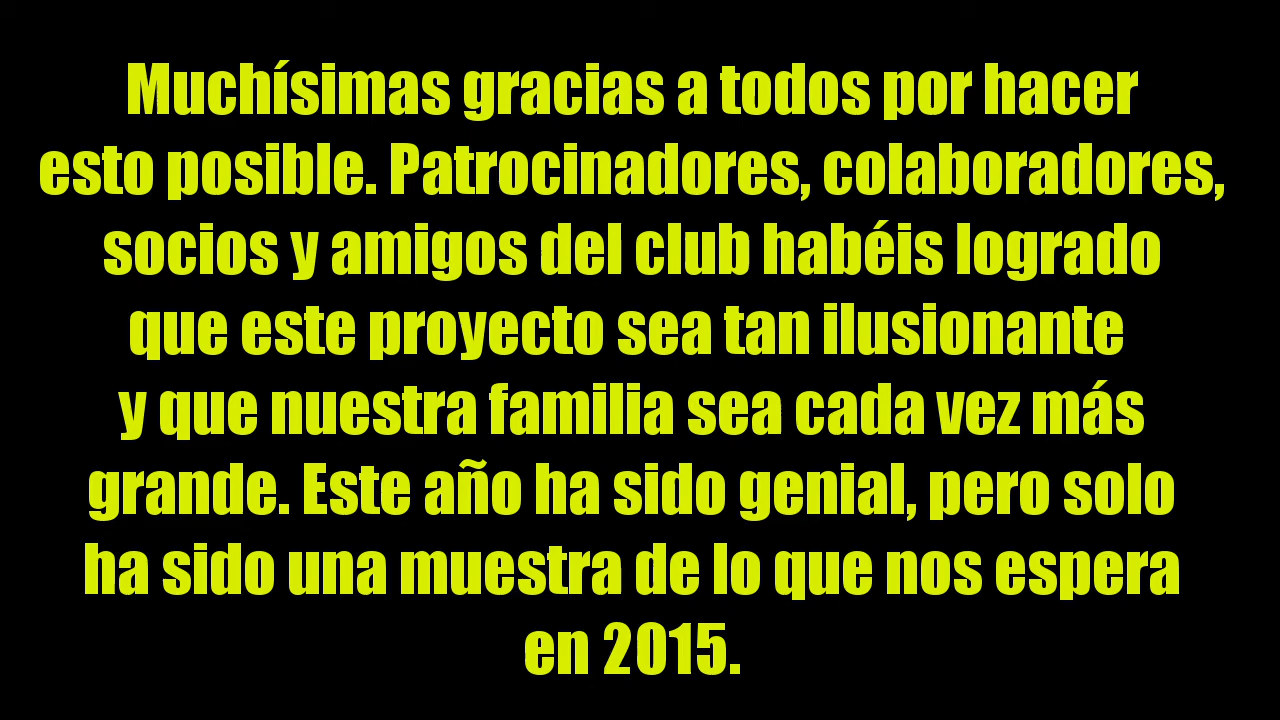 Muchísimas gracias a todos por hacer
esto posible. Patrocinadores, colaboradores,
socios y amigos del club habéis logrado
que este proyecto sea tan ilusionante
y que nuestra familia sea cada vez más
grande. Este año ha sido genial, pero solo
ha sido una muestra de lo que nos espera
en 2015.